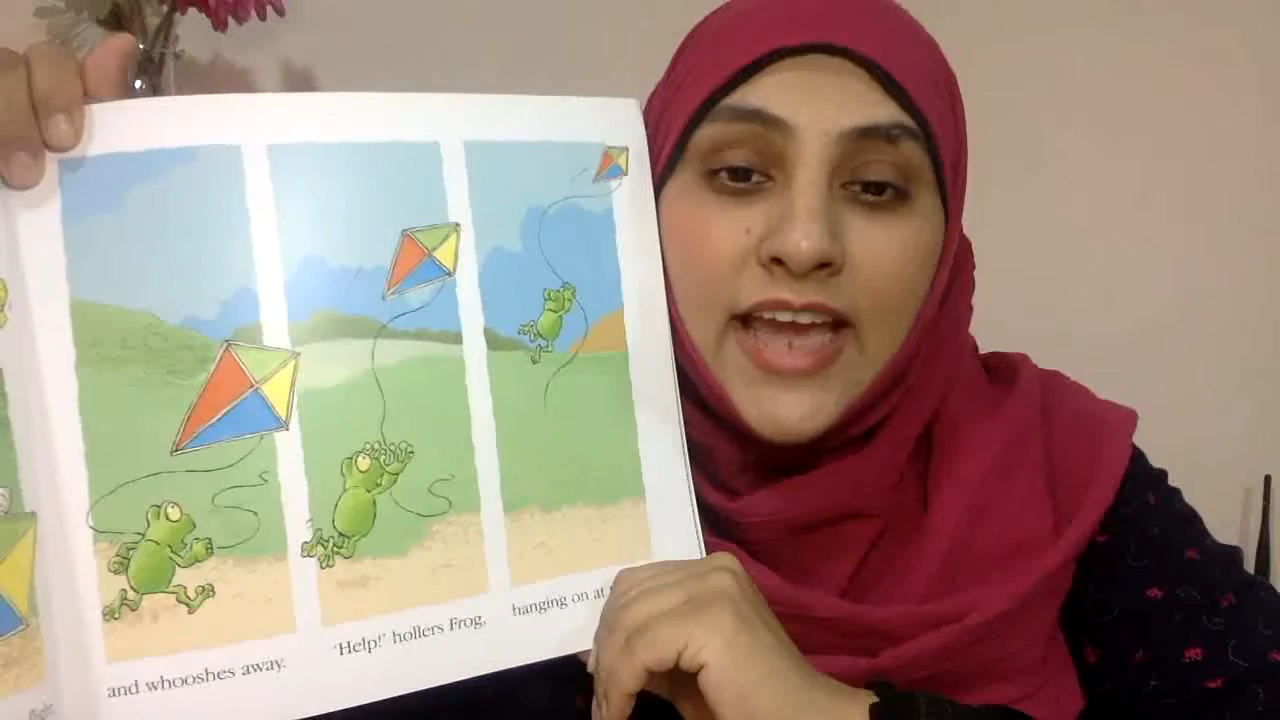 and whooshes away.
'Help!' hollers Frog,
hanging on at